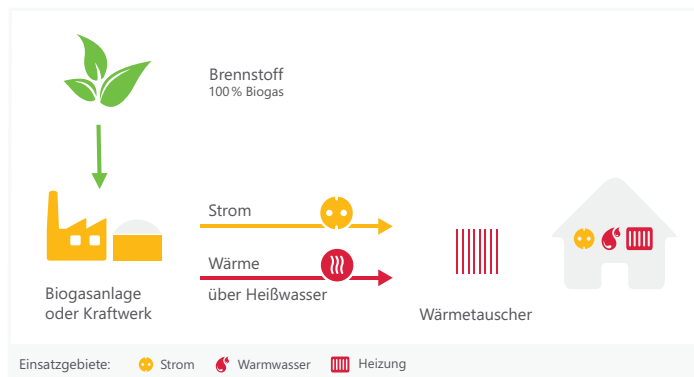 Brennstoff
100 % Biogas
Strom
Wärme
über Heißwasser
Biogasanlage
oder Kraftwerk
Wärmetauscher
Einsatzgebiete: Strom Warmwasser Heizung